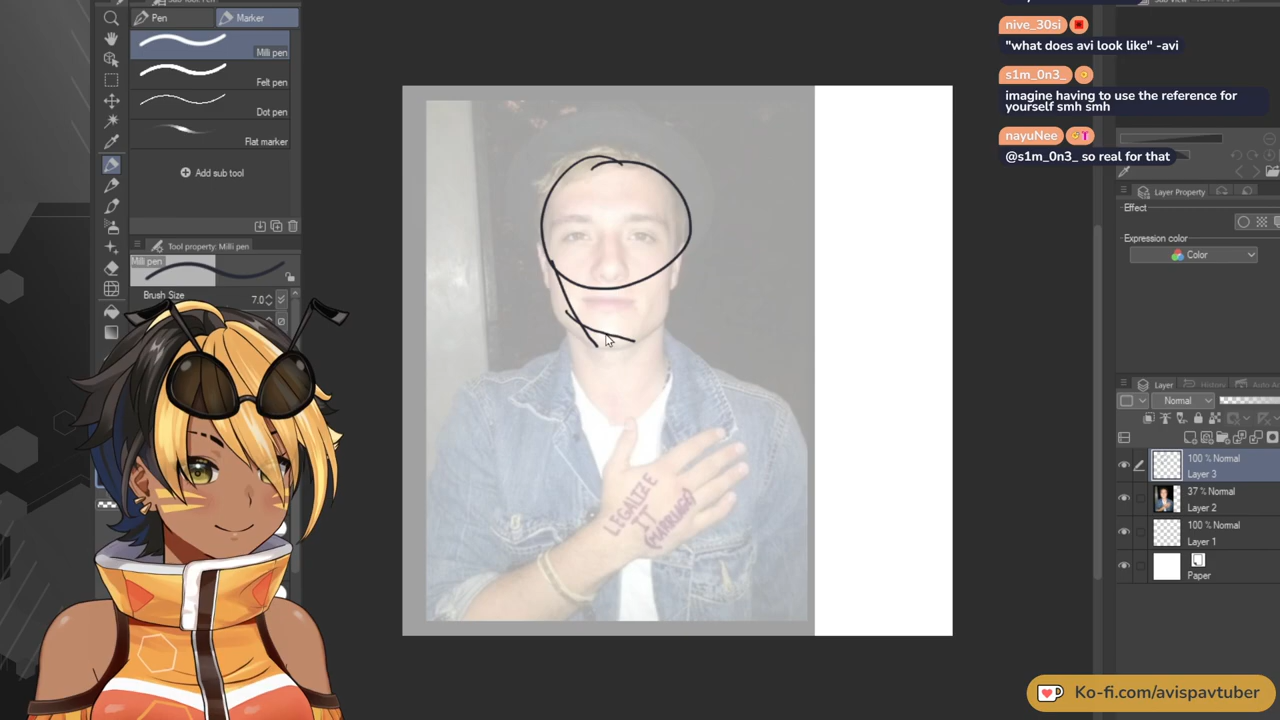 Pen
Marker
Milli pen
Felt pen
Dot pen
Flat marker
Add sub tool
Tool property: Milli pen
Milli pen
Brush Size
7.0
LEGALIZE
IT
(MARRIAGE)
nive_30si
"what does avi look like" -avi
s1m_0n3_
imagine having to use the reference for
yourself smh smh
nayuNee
T
@s1m_0n3_ so real for that
Layer Property
Effect
Expression color
Color
Layer
History
Auto
Normal
100 % Normal
Layer 3
37 % Normal
Layer 2
100 % Normal
Layer 1
Paper
Ko-fi.com/avispavtuber